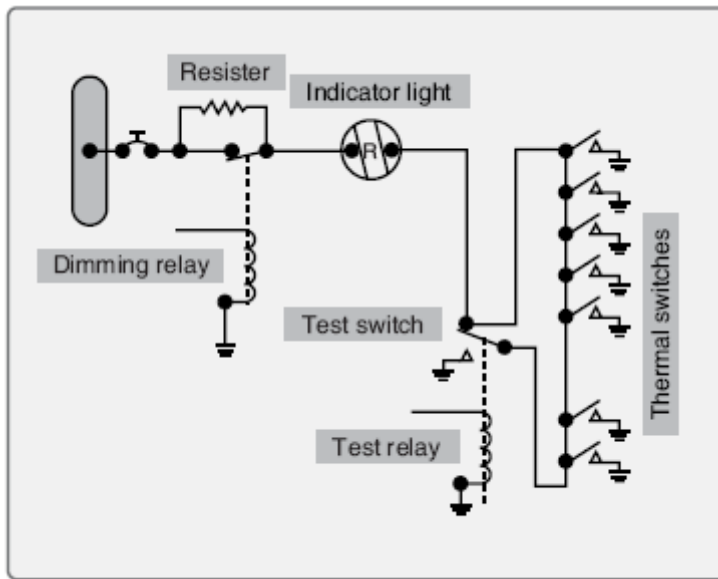 Resister
Indicator light
R
Dimming relay
Test switch
Thermal switches
Test relay